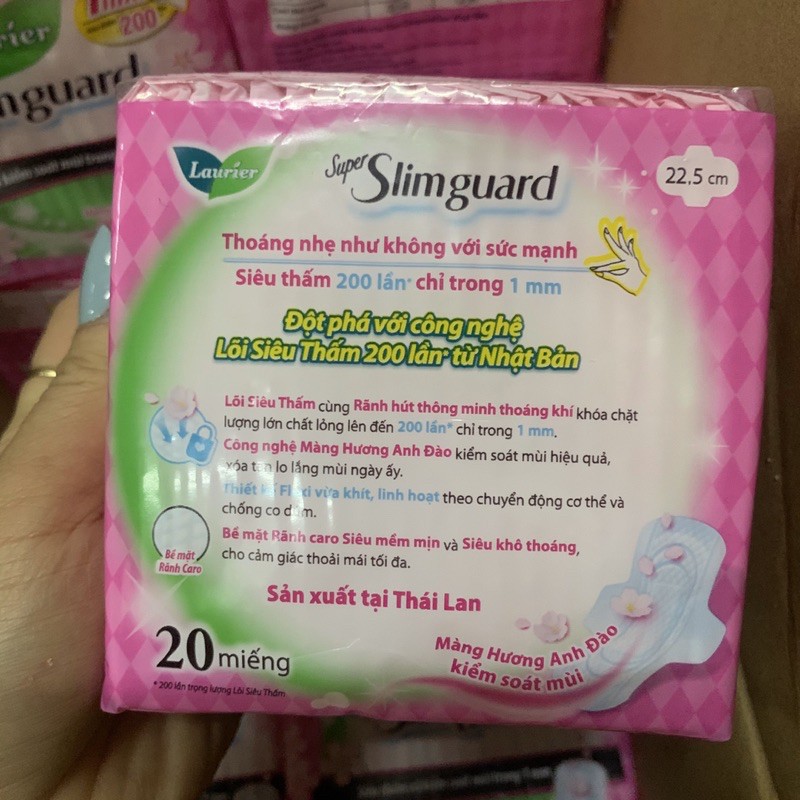 200
rier
mguard
Laurier
Super Slimguard
22,5 cm
Thoáng nhẹ như không với sức mạnh
Siêu thấm 200 lần* chỉ trong 1 mm
Đột phá với công nghệ
Lõi Siêu Thấm 200 lần* từ Nhật Bản
Lõi Siêu Thấm cùng Rãnh hút thông minh thoáng khí khóa chặt
lượng lớn chất lỏng lên đến 200 lần* chỉ trong 1 mm.
Công nghệ Màng Hương Anh Đào kiểm soát mùi hiệu quả,
xóa tan lo lắng mùi ngày ấy.
Thiết kế Flexi vừa khít, linh hoạt theo chuyển động cơ thể và
chống co dúm.
Bề mặt Rãnh caro Siêu mềm mịn và Siêu khô thoáng,
cho cảm giác thoải mái tối đa.
Bề mặt
Rãnh Caro
Sản xuất tại Thái Lan
20 miếng
* 200 lần trọng lượng Lõi Siêu Thấm
Màng Hương Anh Đào
kiểm soát mùi